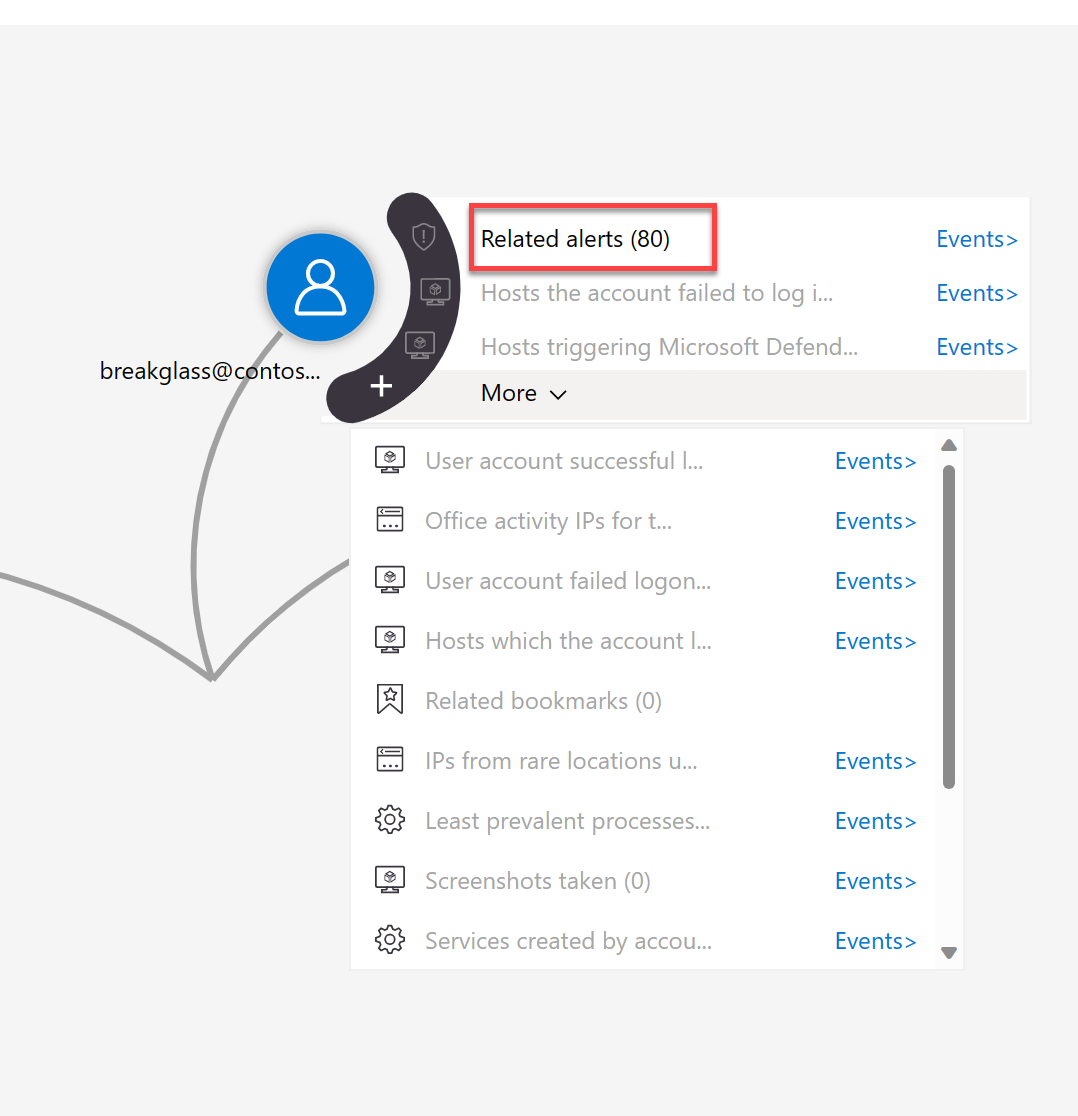 Related alerts (80) Events>
Hosts the account failed to log i... Events>
Hosts triggering Microsoft Defend... Events>
breakglass@contos...
More
User account successful l... Events>
Office activity IPs for t... Events>
User account failed logon... Events>
Hosts which the account l... Events>
Related bookmarks (0)
IPs from rare locations u... Events>
Least prevalent processes... Events>
Screenshots taken (0) Events>
Services created by accou... Events>